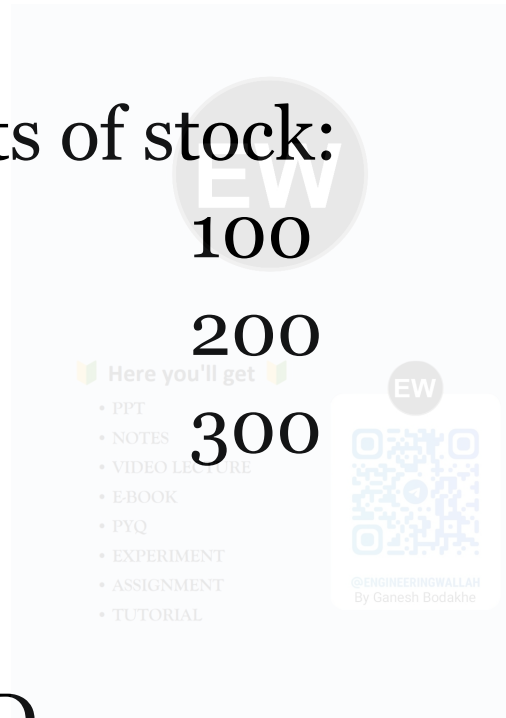 ts of stock:
EW
100
200
300
Here you'll get
• PPT
• NOTES
• VIDEO LECTURE
• E-BOOK
• PYQ
• EXPERIMENT
• ASSIGNMENT
• TUTORIAL
EW
@ENGINEERINGWALLAH
By Ganesh Bodakhe